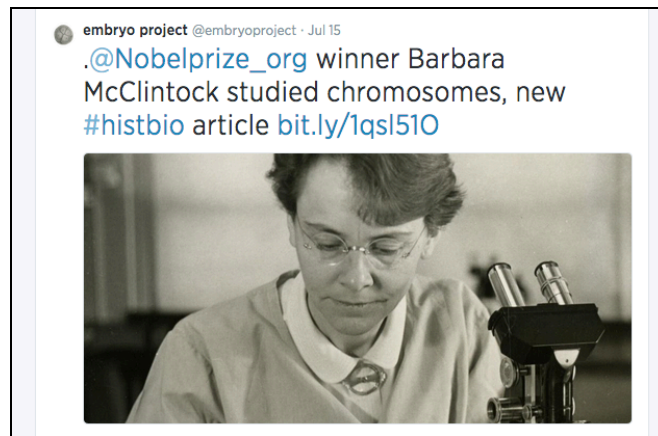 embryo project @embryoproject · Jul 15
.@Nobelprize_org winner Barbara
McClintock studied chromosomes, new
#histbio article bit.ly/1qsl51O